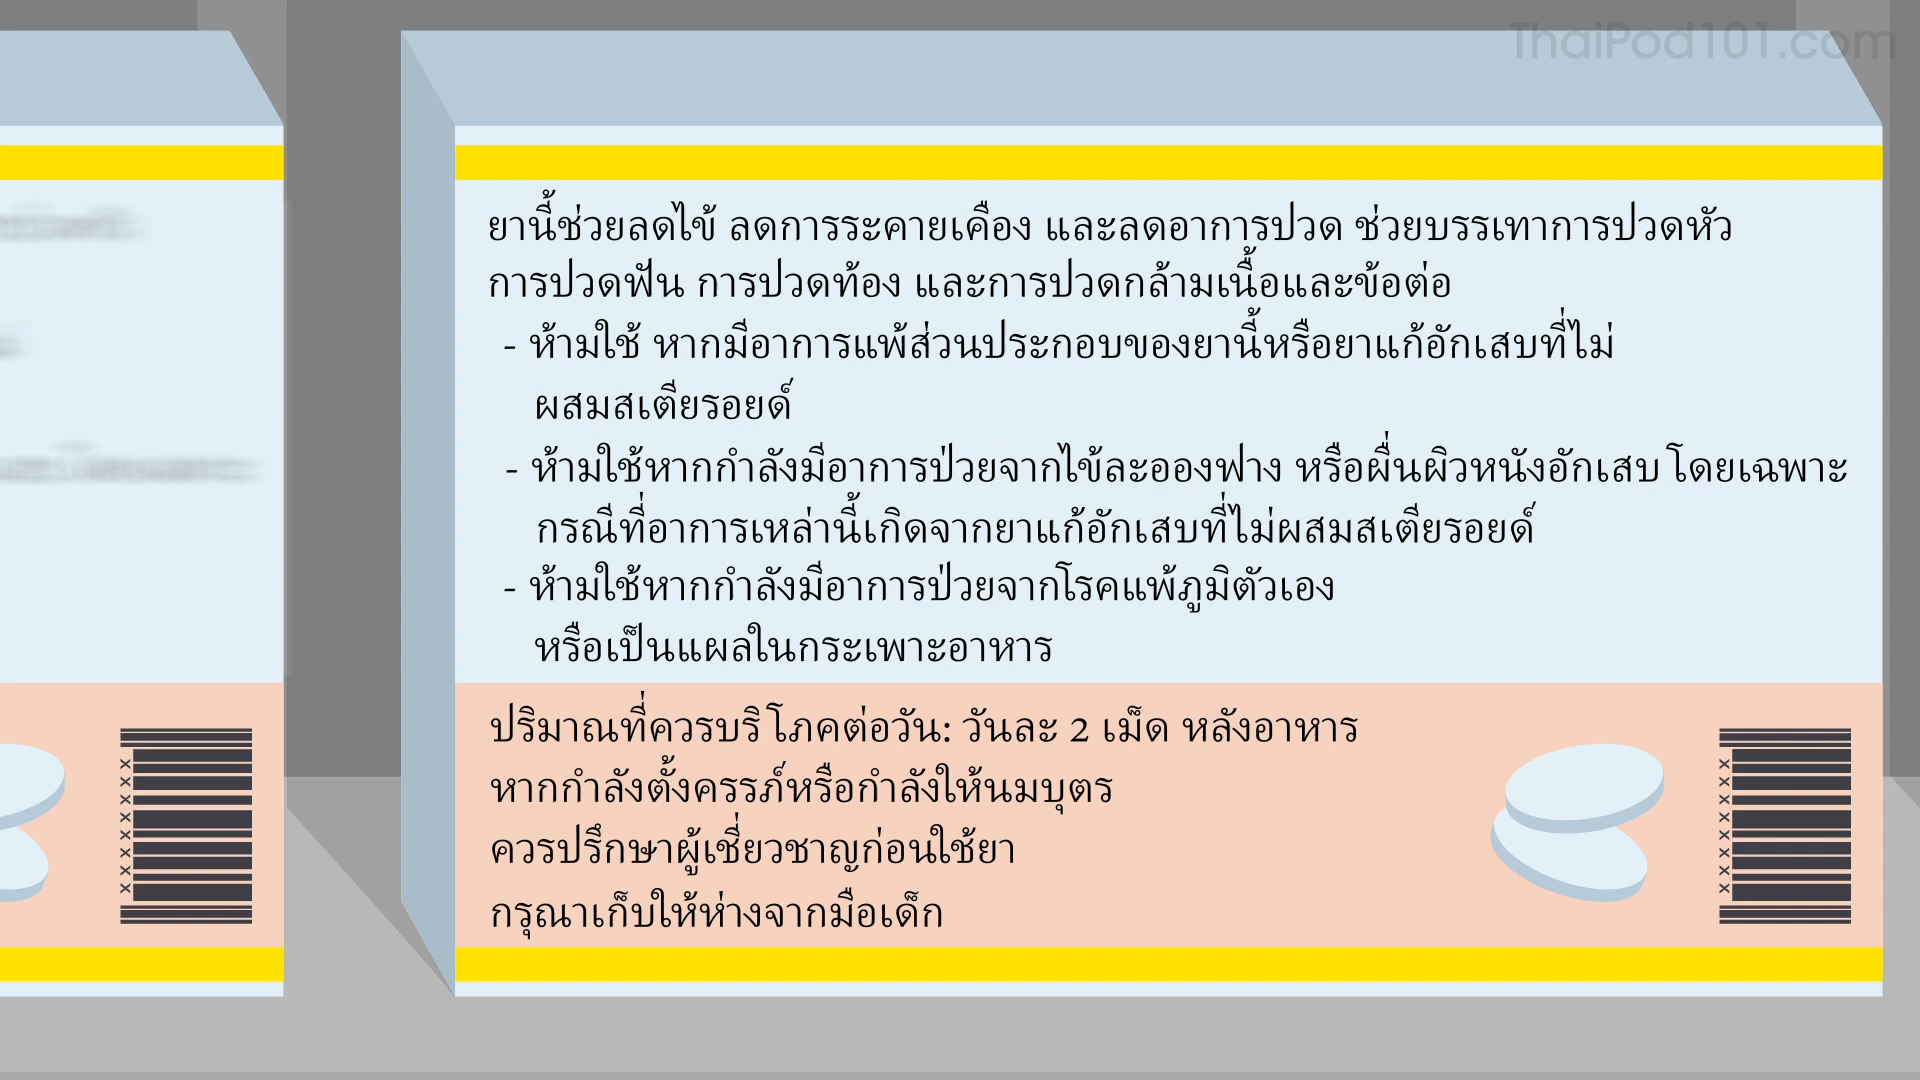 ThaiPod101.com
ยานี้ช่วยลดไข้ ลดการระคายเคือง และลดอาการปวด ช่วยบรรเทาการปวดหัว
การปวดฟัน การปวดท้อง และการปวดกล้ามเนื้อและข้อต่อ
- ห้ามใช้ หากมีอาการแพ้ส่วนประกอบของยานี้หรือยาแก้อักเสบที่ไม่
ผสมสเตียรอยด์
- ห้ามใช้หากกำลังมีอาการป่วยจากไข้ละอองฟาง หรือผื่นผิวหนังอักเสบ โดยเฉพาะ
กรณีที่อาการเหล่านี้เกิดจากยาแก้อักเสบที่ไม่ผสมสเตียรอยด์
- ห้ามใช้หากกำลังมีอาการป่วยจากโรคแพ้ภูมิตัวเอง
หรือเป็นแผลในกระเพาะอาหาร
ปริมาณที่ควรบริโภคต่อวัน: วันละ 2 เม็ด หลังอาหาร
หากกำลังตั้งครรภ์หรือกำลังให้นมบุตร
ควรปรึกษาผู้เชี่ยวชาญก่อนใช้ยา
กรุณาเก็บให้ห่างจากมือเด็ก
xxxxxxxx
xxxxxxxx